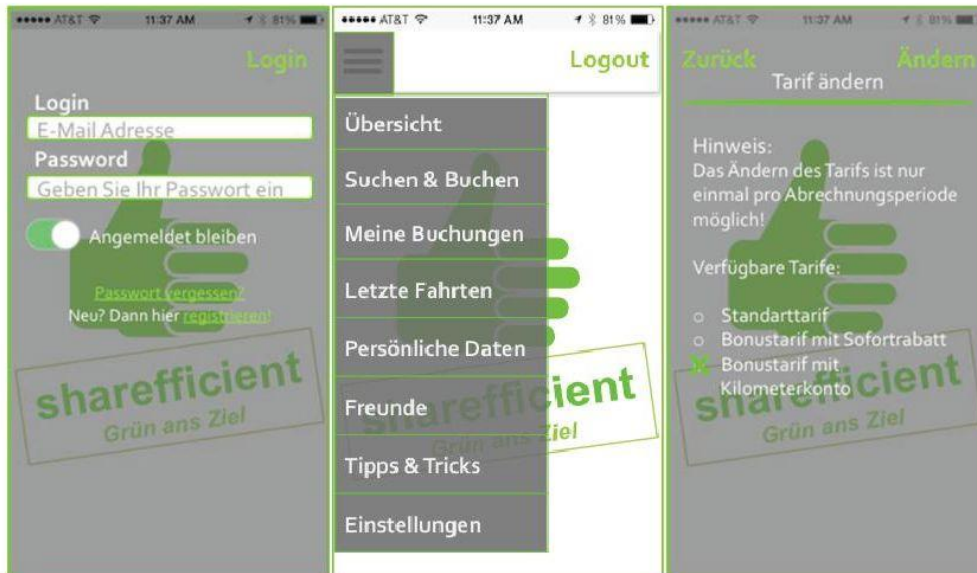 AT&T 11:37 AM 81%
Login
Login
E-Mail Adresse
Password
Geben Sie Ihr Passwort ein
Angemeldet bleiben
Passwort vergessen?
Neu? Dann hier registrieren!
sharefficient
Grün ans Ziel
AT&T 11:37 AM 81%
Logout
Übersicht
Suchen & Buchen
Meine Buchungen
Letzte Fahrten
Persönliche Daten
Freunde
Tipps & Tricks
Einstellungen
sharefficient
Grün ans Ziel
AT&T 11:37 AM 81%
Zurück Ändern
Tarif ändern
Hinweis:
Das Ändern des Tarifs ist nur
einmal pro Abrechnungsperiode
möglich!
Verfügbare Tarife:
Standarttarif
Bonustarif mit Sofortrabatt
Bonustarif mit
Kilometerkonto
sharefficient
Grün ans Ziel